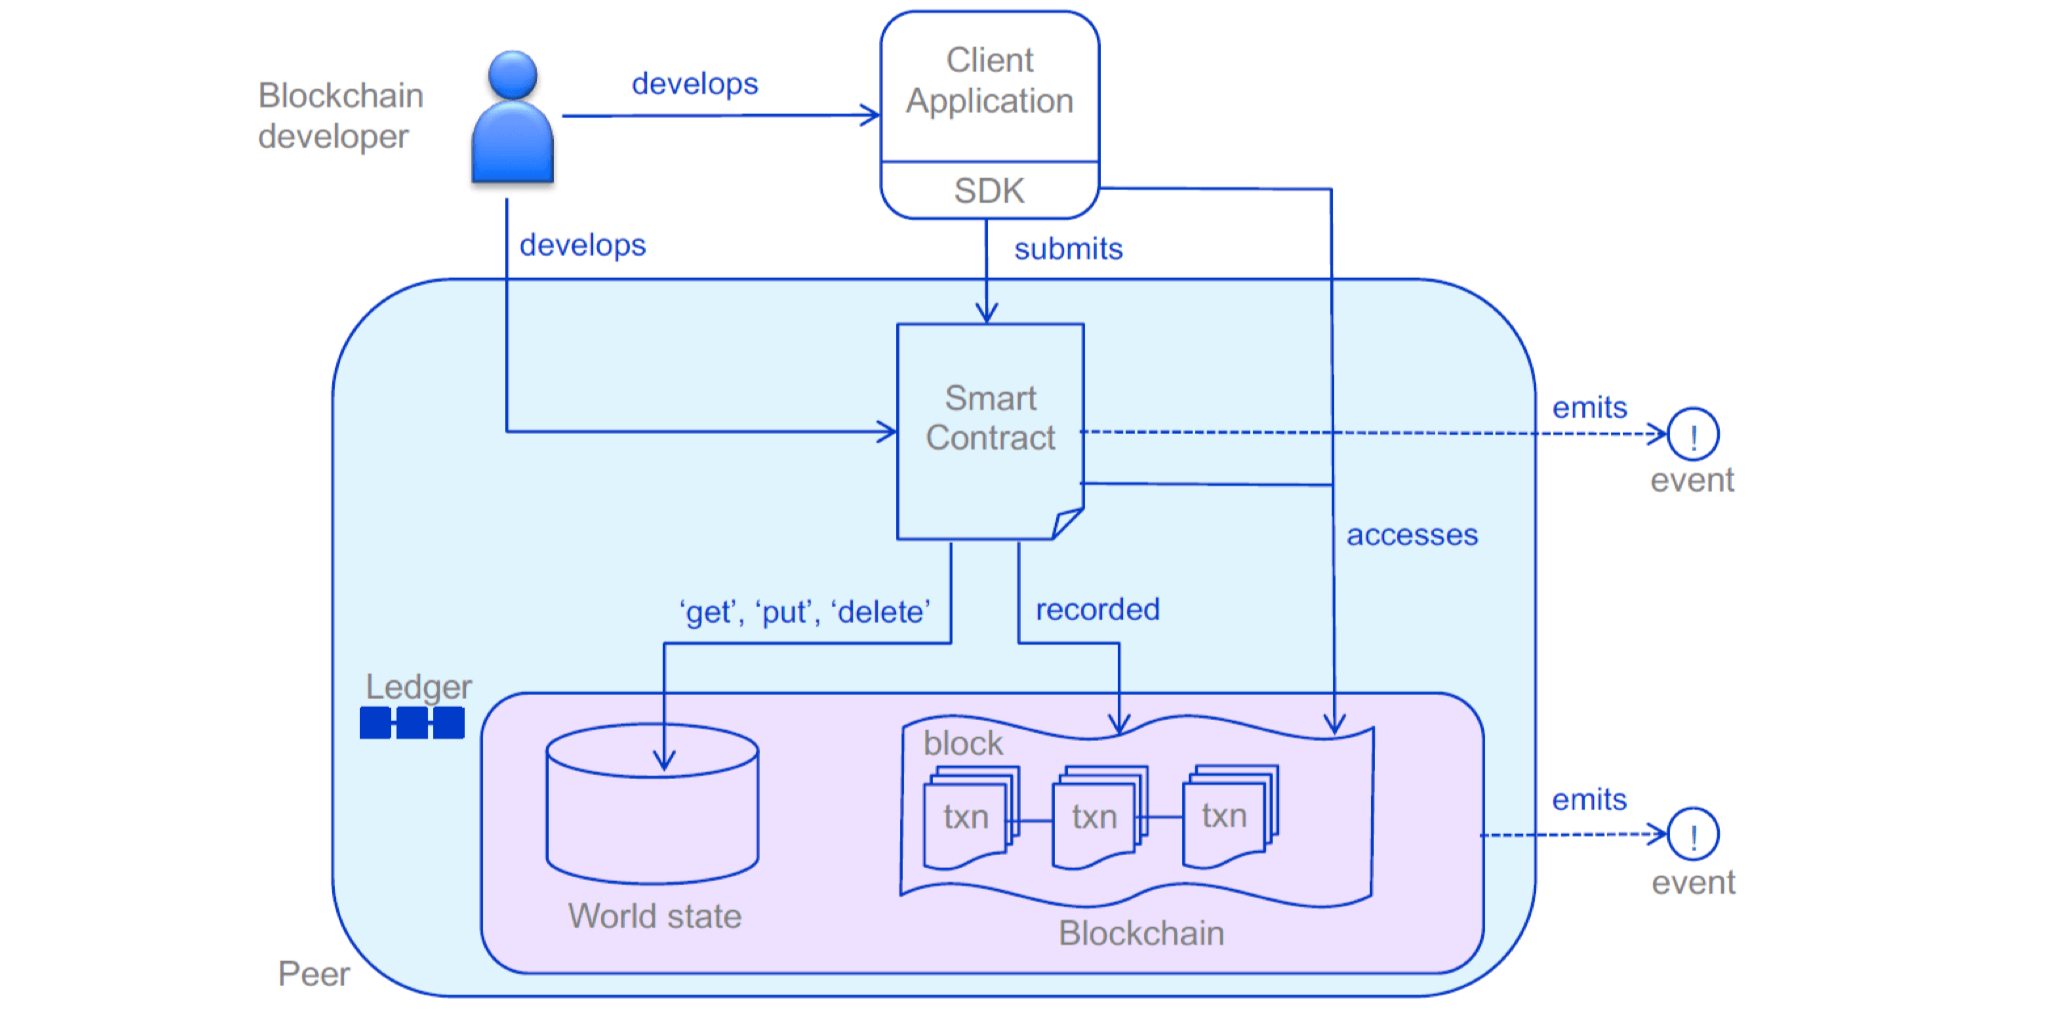 Blockchain
developer
develops
Client
Application
SDK
develops
submits
Smart
Contract
emits
!
event
accesses
‘get’, ‘put’, ‘delete’
recorded
Ledger
block
txn
txn
txn
World state
Blockchain
emits
!
event
Peer